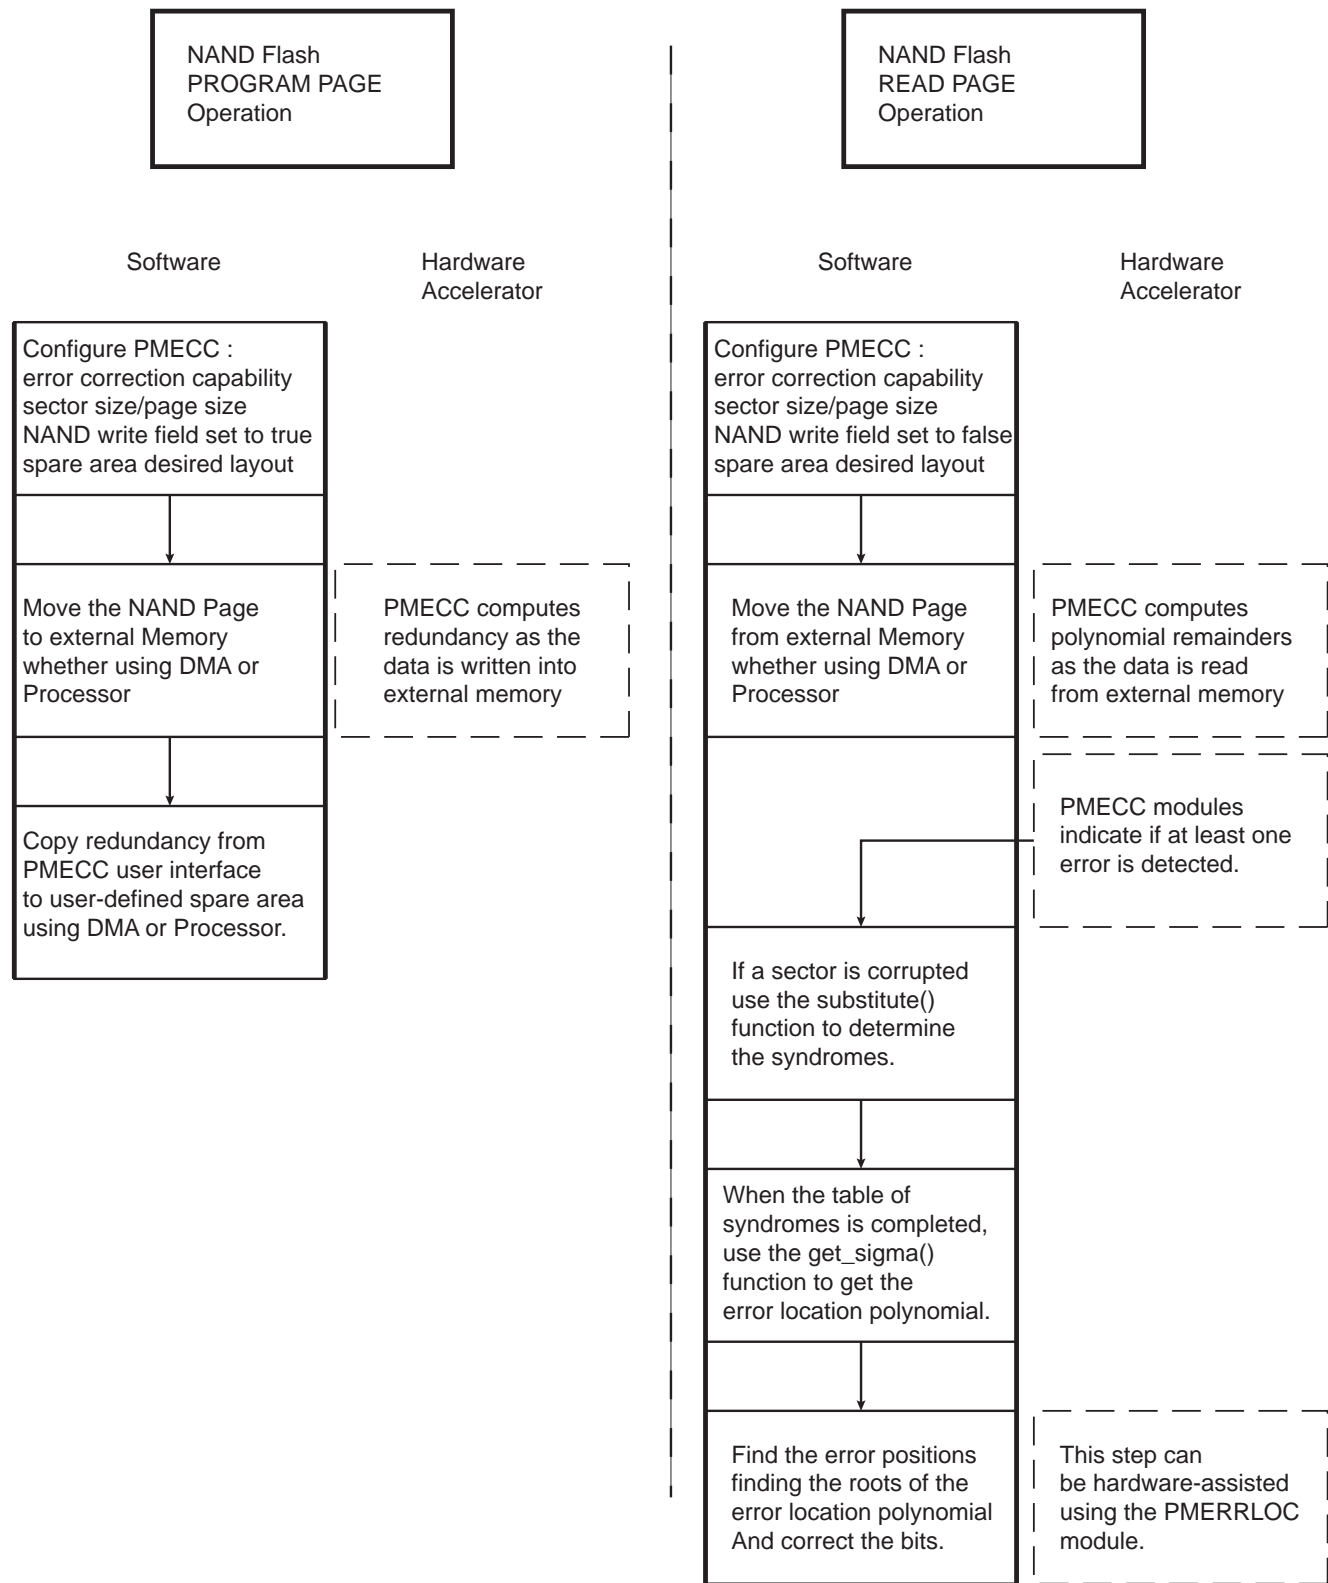 NAND Flash
PROGRAM PAGE
Operation
Software
Hardware
Accelerator
Configure PMECC :
error correction capability
sector size/page size
NAND write field set to true
spare area desired layout
Move the NAND Page
to external Memory
whether using DMA or
Processor
PMECC computes
redundancy as the
data is written into
external memory
Copy redundancy from
PMECC user interface
to user-defined spare area
using DMA or Processor.
NAND Flash
READ PAGE
Operation
Software
Hardware
Accelerator
Configure PMECC :
error correction capability
sector size/page size
NAND write field set to false
spare area desired layout
Move the NAND Page
from external Memory
whether using DMA or
Processor
PMECC computes
polynomial remainders
as the data is read
from external memory
PMECC modules
indicate if at least one
error is detected.
If a sector is corrupted
use the substitute()
function to determine
the syndromes.
When the table of
syndromes is completed,
use the get_sigma()
function to get the
error location polynomial.
Find the error positions
finding the roots of the
error location polynomial
And correct the bits.
This step can
be hardware-assisted
using the PMERRLOC
module.